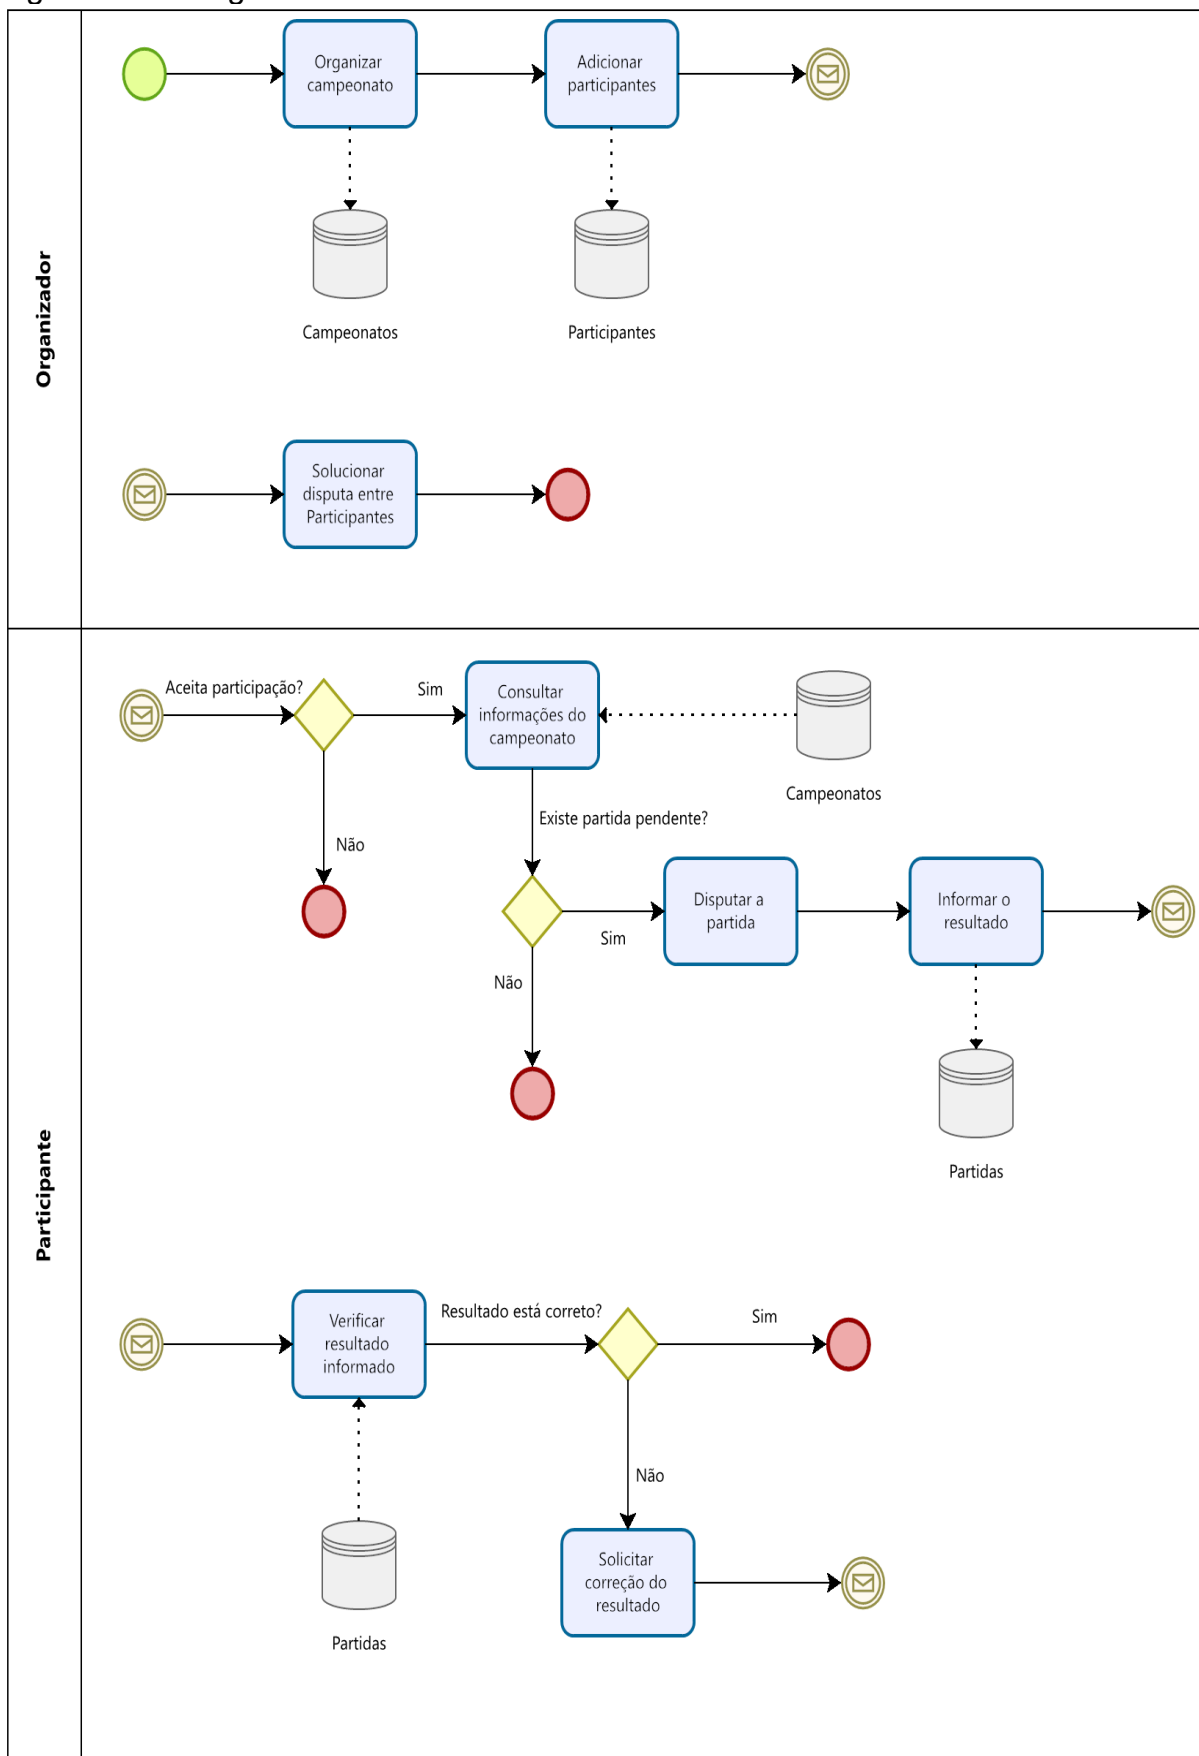 Organizador
Organizar
campeonato
Adicionar
participantes
Campeonatos
Participantes
Solucionar
disputa entre
Participantes
Participante
Aceita participação?
Sim
Não
Consultar
informações do
campeonato
Campeonatos
Existe partida pendente?
Sim
Não
Disputar a
partida
Informar o
resultado
Partidas
Verificar
resultado
informado
Resultado está correto?
Sim
Não
Partidas
Solicitar
correção do
resultado